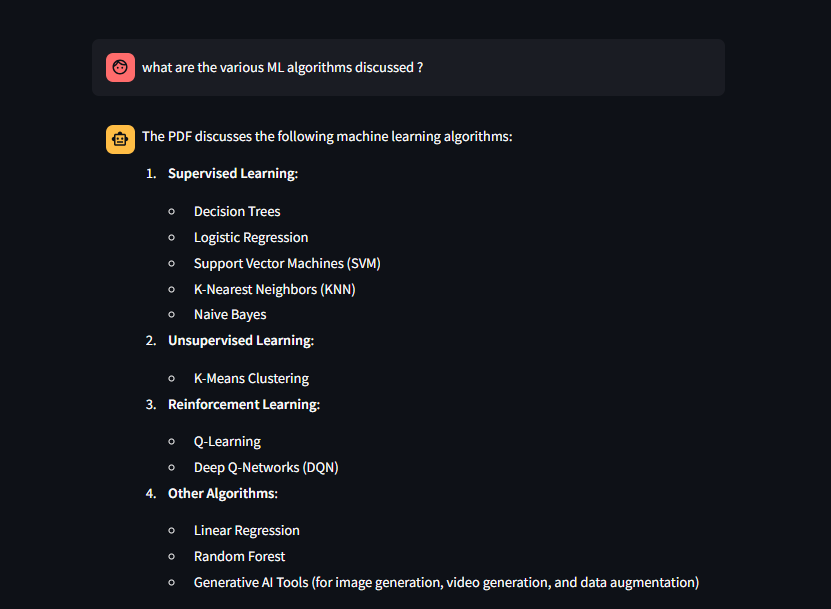 what are the various ML algorithms discussed ?
The PDF discusses the following machine learning algorithms:
1. Supervised Learning:
Decision Trees
Logistic Regression
Support Vector Machines (SVM)
K-Nearest Neighbors (KNN)
Naive Bayes
2. Unsupervised Learning:
K-Means Clustering
3. Reinforcement Learning:
Q-Learning
Deep Q-Networks (DQN)
4. Other Algorithms:
Linear Regression
Random Forest
Generative AI Tools (for image generation, video generation, and data augmentation)